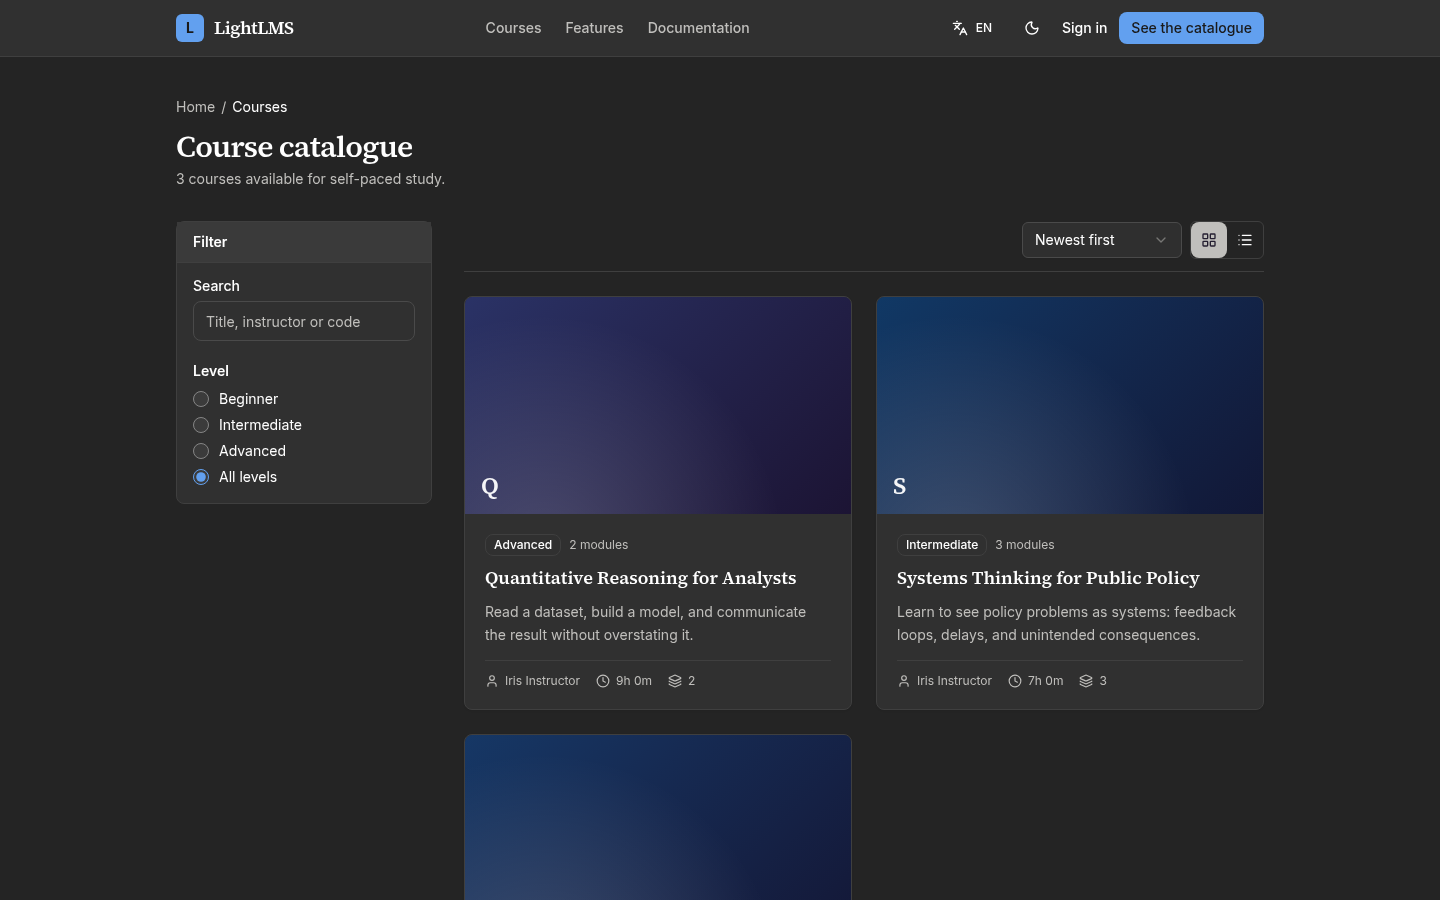 L LightLMS
Courses Features Documentation
EN
Sign in
See the catalogue
Home / Courses
Course catalogue
3 courses available for self-paced study.
Filter
Search
Title, instructor or code
Level
Beginner
Intermediate
Advanced
All levels
Newest first
Q
Advanced 2 modules
Quantitative Reasoning for Analysts
Read a dataset, build a model, and communicate
the result without overstating it.
Iris Instructor 9h 0m 2
S
Intermediate 3 modules
Systems Thinking for Public Policy
Learn to see policy problems as systems: feedback
loops, delays, and unintended consequences.
Iris Instructor 7h 0m 3